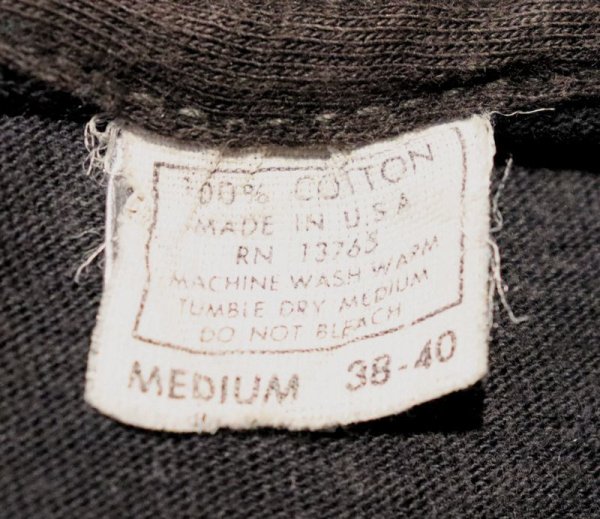 100% COTTON
MADE IN U.S.A
RN 13765
MACHINE WASH WARM
TUMBLE DRY MEDIUM
DO NOT BLEACH
MEDIUM 38-40